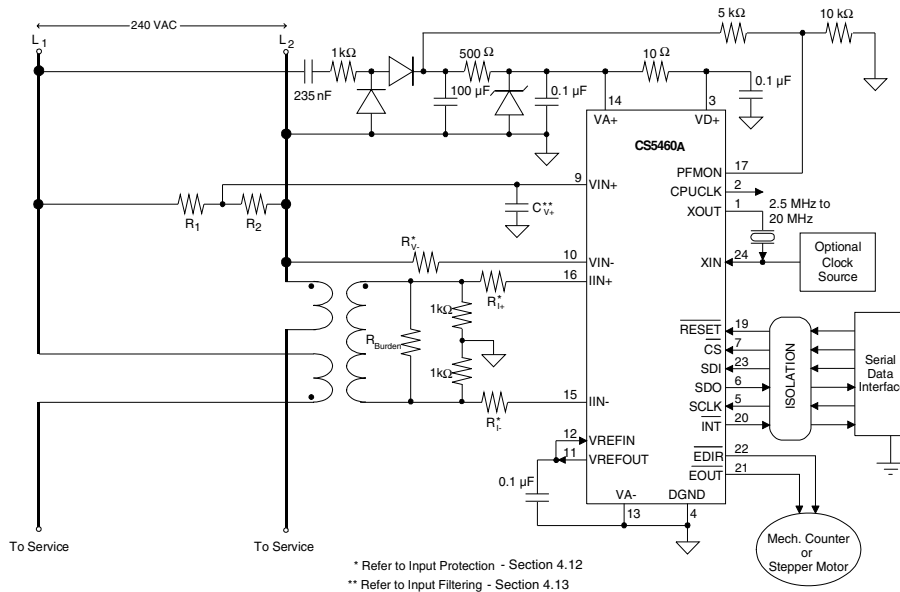 240 VAC
L1
L2
5 kΩ
10 kΩ
1kΩ
235 nF
500 Ω
100 µF
0.1 µF
10 Ω
0.1 µF
14
3
VA+
VD+
CS5460A
PFMON
17
CPUCLK
2
XOUT
1
2.5 MHz to
20 MHz
XIN
24
Optional
Clock
Source
9
VIN+
CV+**
R1
R2
RV-*
10
VIN-
16
IIN+
RI+*
1kΩ
RBurden
1kΩ
RI-*
15
IIN-
RESET
19
CS
7
SDI
23
SDO
6
SCLK
5
INT
20
ISOLATION
Serial
Data
Interface
12
VREFIN
11
VREFOUT
0.1 µF
EDIR
22
EOUT
21
VA-
DGND
13
4
Mech. Counter
or
Stepper Motor
To Service
To Service
* Refer to Input Protection - Section 4.12
** Refer to Input Filtering - Section 4.13